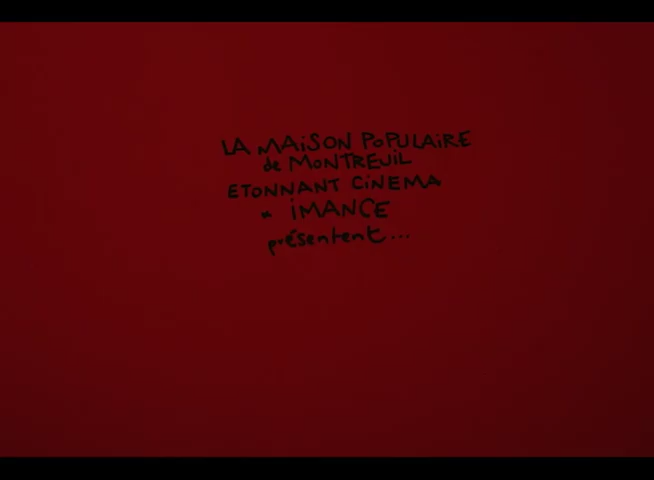 LA MAiSON POPULAiRE
de MONTREUiL
ETONNANT CiNEMA
* iMANCE
présentent...